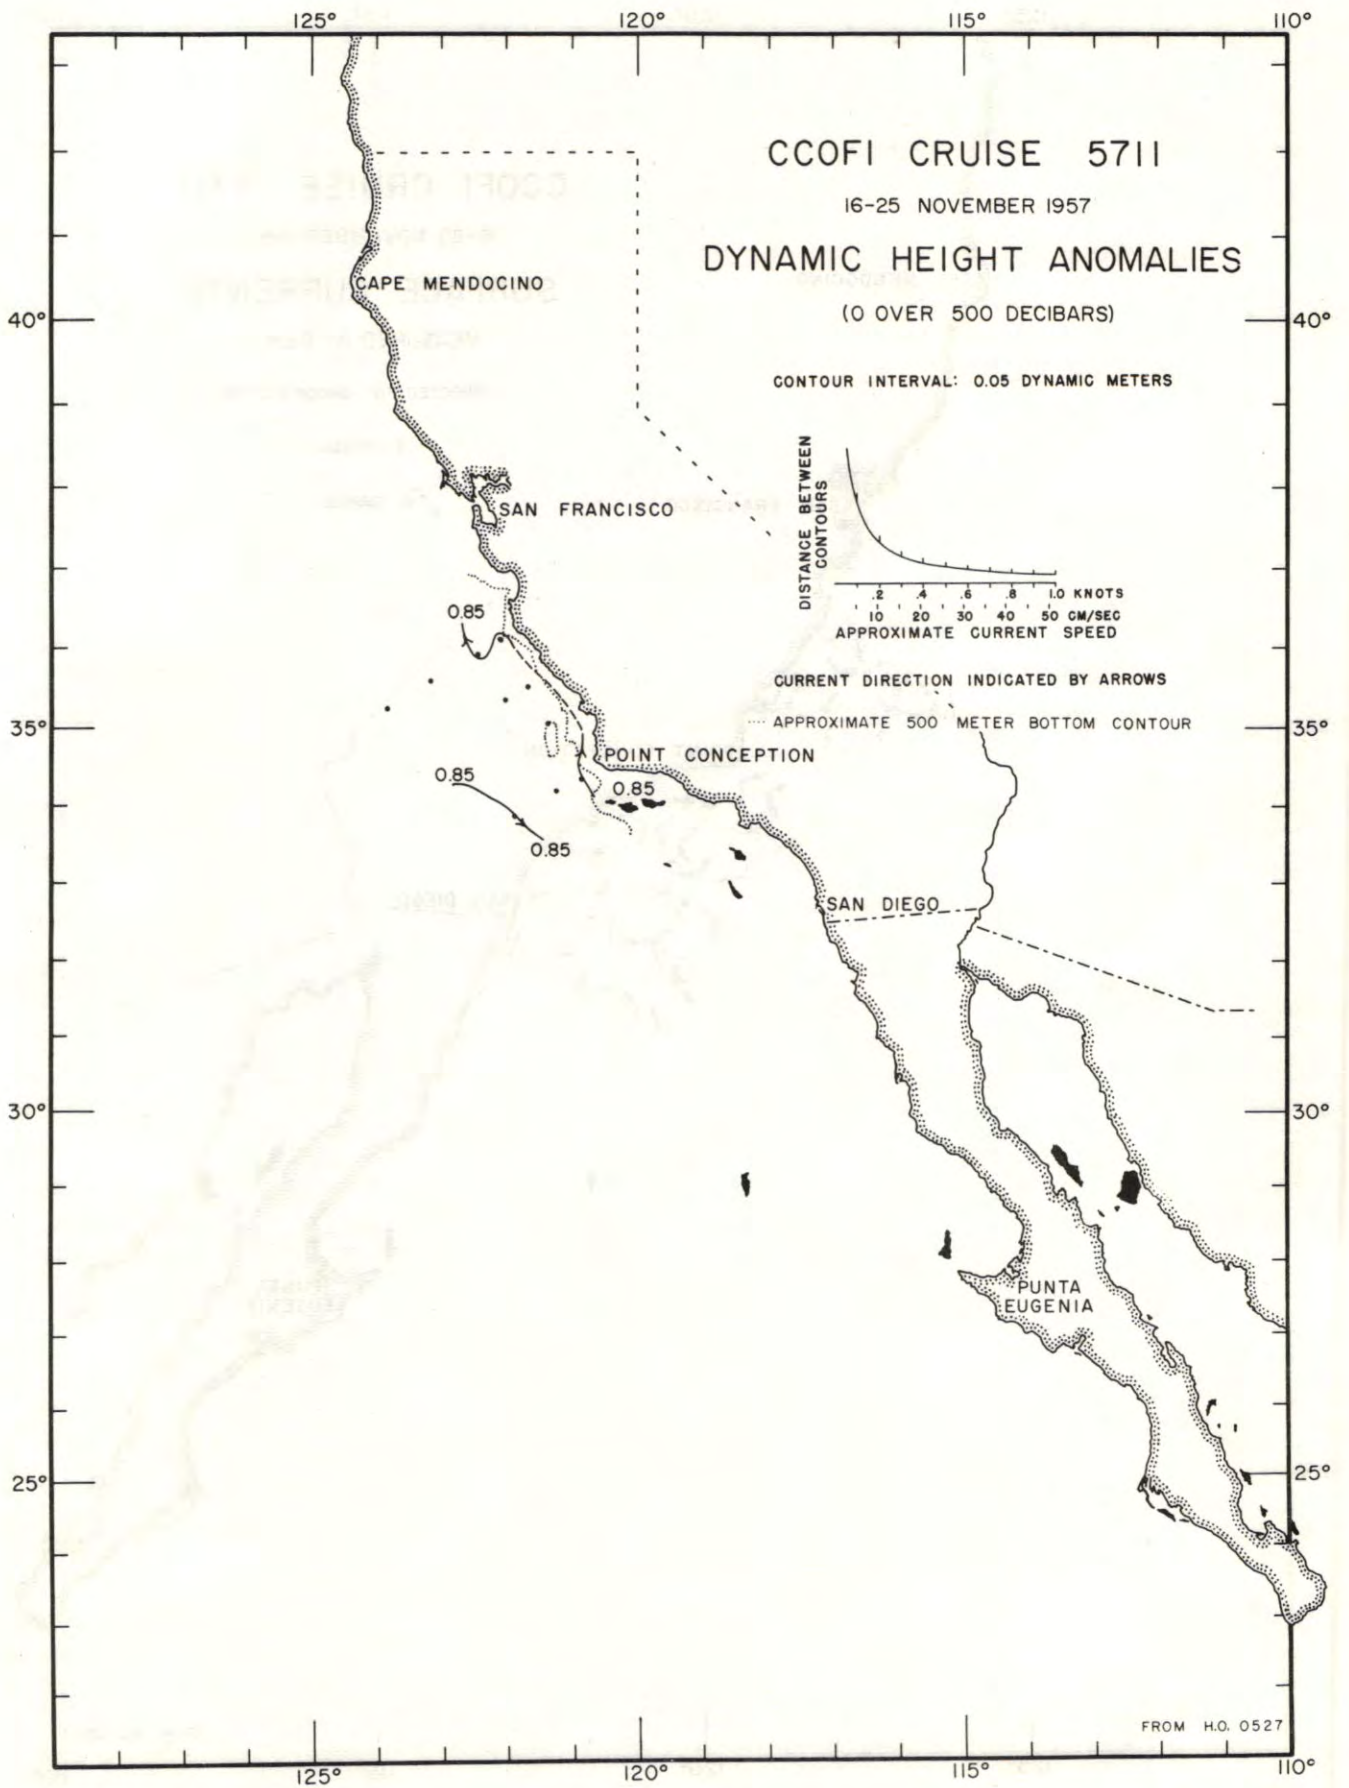 125° 120° 115° 110°
CCOFI CRUISE 5711
16-25 NOVEMBER 1957
DYNAMIC HEIGHT ANOMALIES
(0 OVER 500 DECIBARS)
CONTOUR INTERVAL: 0.05 DYNAMIC METERS
CAPE MENDOCINO
40° 40°
DISTANCE BETWEEN
CONTOURS
.2 .4 .6 .8 1.0 KNOTS
10 20 30 40 50 CM/SEC
APPROXIMATE CURRENT SPEED
CURRENT DIRECTION INDICATED BY ARROWS
APPROXIMATE 500 METER BOTTOM CONTOUR
SAN FRANCISCO
0.85
35° 35°
POINT CONCEPTION
0.85
0.85
0.85
SAN DIEGO
30° 30°
PUNTA
EUGENIA
25° 25°
FROM H.O. 0527
125° 120° 115° 110°